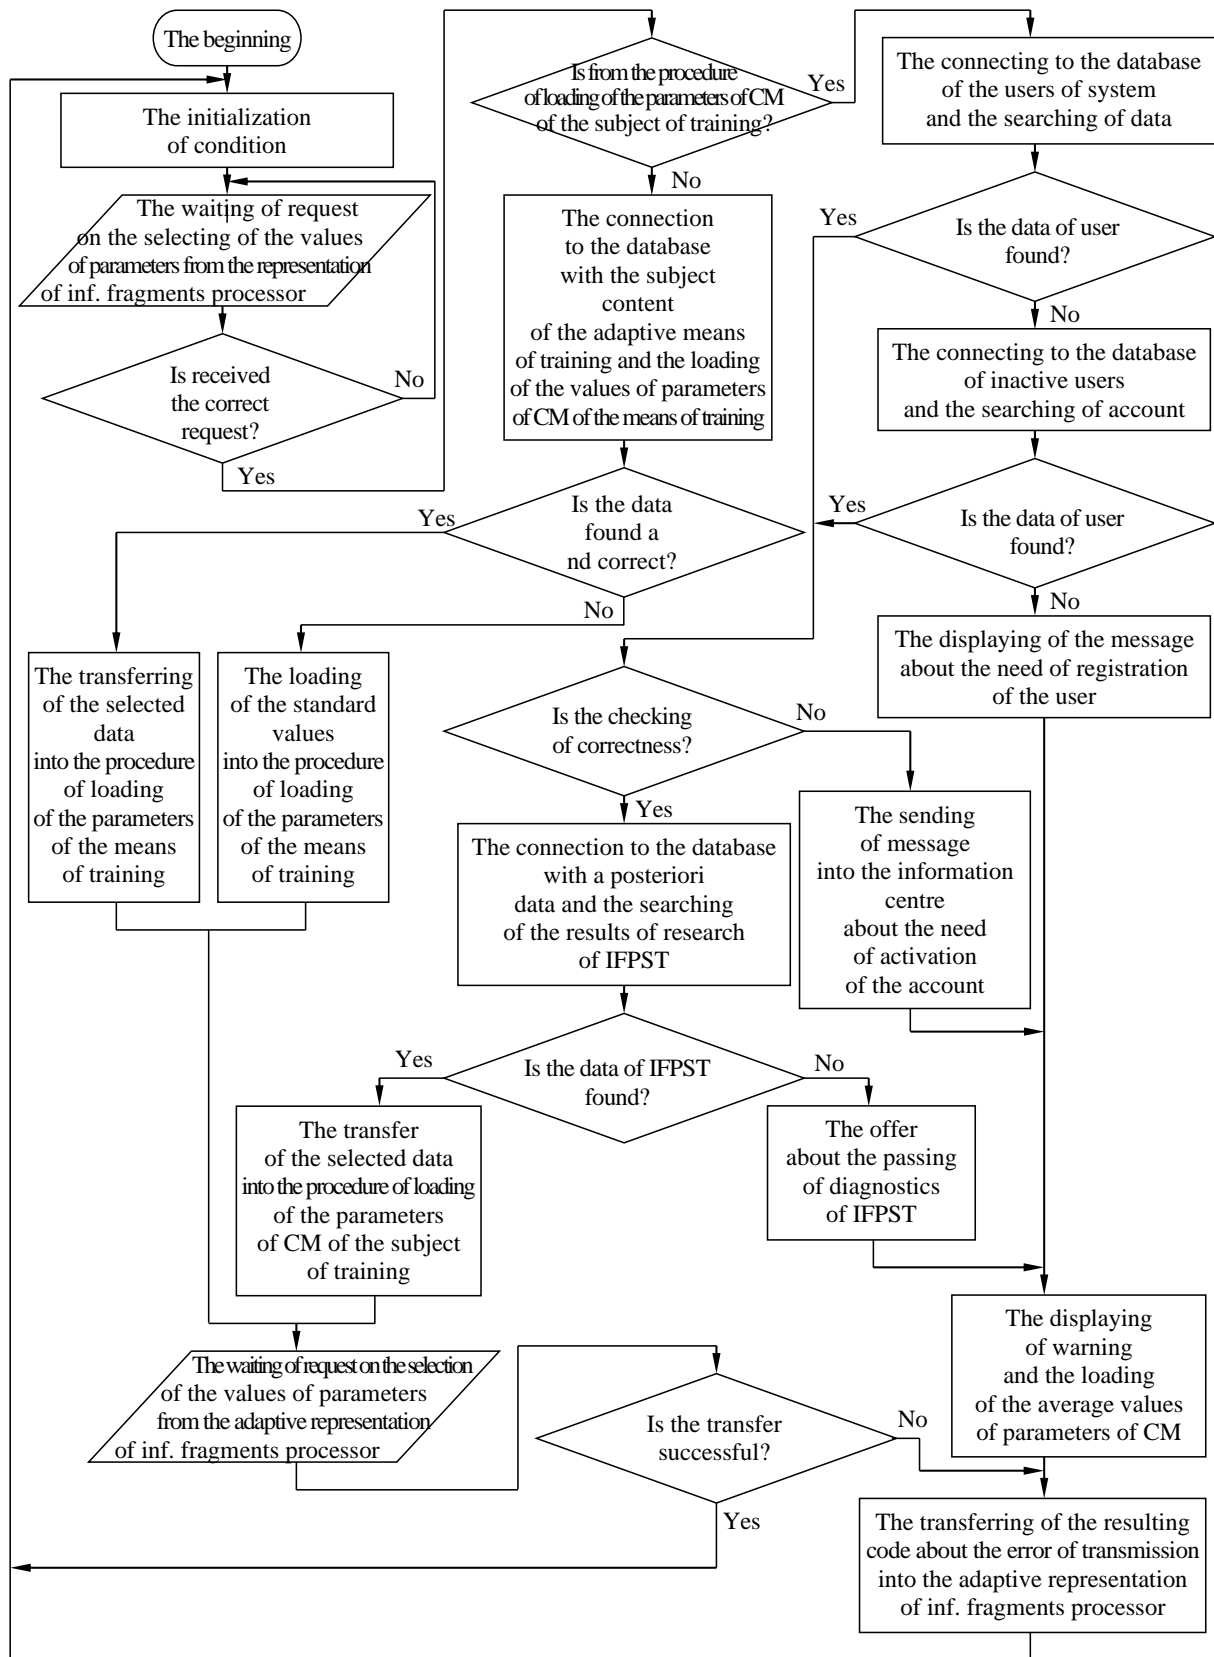 The beginning
The initialization
of condition
The waiting of request
on the selecting of the values
of parameters from the representation
of inf. fragments processor
Is received
the correct
request?
No
Yes
Is from the procedure
of loading of the parameters of CM
of the subject of training?
Yes
No
The connecting to the database
of the users of system
and the searching of data
The connection
to the database
with the subject
content
of the adaptive means
of training and the loading
of the values of parameters
of CM of the means of training
Yes
Is the data of user
found?
No
The connecting to the database
of inactive users
and the searching of account
Yes
Is the data
found a
nd correct?
No
Yes
Is the data of user
found?
No
The transferring
of the selected
data
into the procedure
of loading
of the parameters
of the means
of training
The loading
of the standard
values
into the procedure
of loading
of the parameters
of the means
of training
The displaying of the message
about the need of registration
of the user
Is the checking
of correctness?
No
Yes
The connection to the database
with a posteriori
data and the searching
of the results of research
of IFPST
The sending
of message
into the information
centre
about the need
of activation
of the account
Yes
Is the data of IFPST
found?
No
The transfer
of the selected data
into the procedure of loading
of the parameters
of CM of the subject
of training
The offer
about the passing
of diagnostics
of IFPST
The displaying
of warning
and the loading
of the average values
of parameters of CM
The waiting of request on the selection
of the values of parameters
from the adaptive representation
of inf. fragments processor
Is the transfer
successful?
No
Yes
The transferring of the resulting
code about the error of transmission
into the adaptive representation
of inf. fragments processor